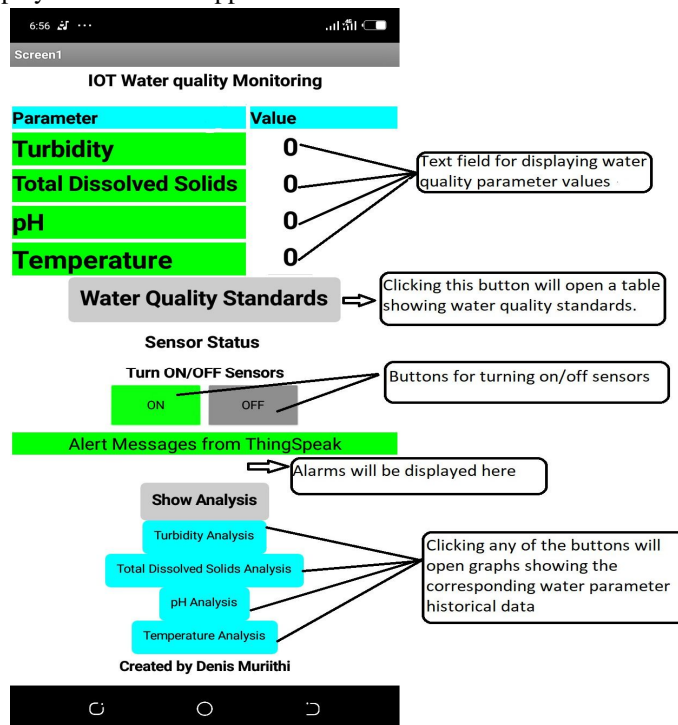 6:56
Screen1
IOT Water quality Monitoring
Parameter Value
Turbidity 0
Total Dissolved Solids 0
pH 0
Temperature 0
Text field for displaying water
quality parameter values
Water Quality Standards
Clicking this button will open a table
showing water quality standards.
Sensor Status
Turn ON/OFF Sensors
ON OFF
Buttons for turning on/off sensors
Alert Messages from ThingSpeak
Alarms will be displayed here
Show Analysis
Turbidity Analysis
Total Dissolved Solids Analysis
pH Analysis
Temperature Analysis
Clicking any of the buttons will
open graphs showing the
corresponding water parameter
historical data
Created by Denis Muriithi